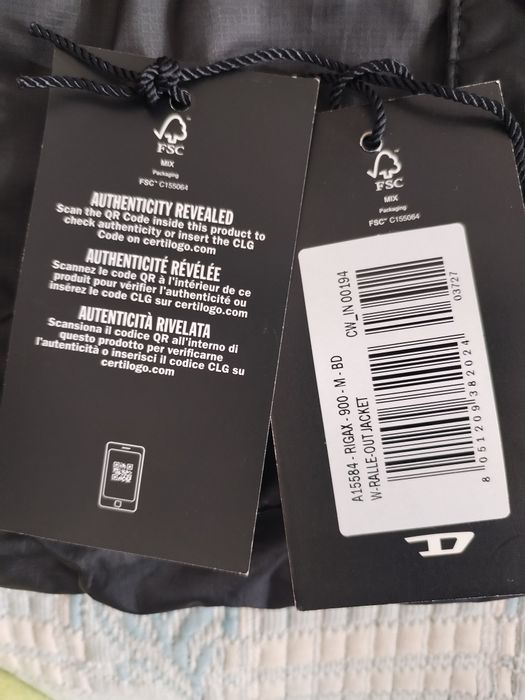 FSC
MIX
Packaging
FSC™ C155064
AUTHENTICITY REVEALED
Scan the QR Code inside this product to
check authenticity or insert the CLG
Code on certilogo.com
AUTHENTICITÉ RÉVÉLÉE
Scannez le code QR à l'intérieur de ce
produit pour vérifier l'authenticité ou
insérez le code CLG sur certilogo.com
AUTENTICITÀ RIVELATA
Scansiona il codice QR all'interno di
questo prodotto per verificarne
l'autenticità o inserisci il codice CLG su
certilogo.com
FSC
MIX
Packaging
FSC™ C155064
A15584 - RIGAX - 900 - M - BD
W-RALLE-OUT JACKET
CW_IN 00194
03727
8 051209 382024
D